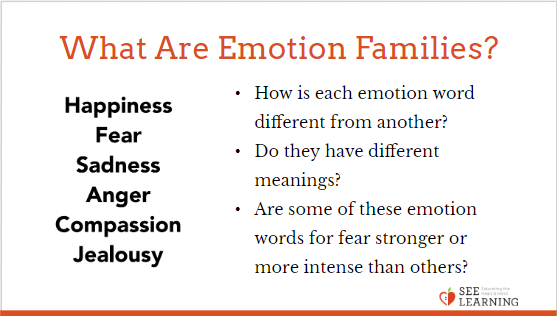 What Are Emotion Families?
Happiness
Fear
Sadness
Anger
Compassion
Jealousy
• How is each emotion word
different from another?
• Do they have different
meanings?
• Are some of these emotion
words for fear stronger or
more intense than others?
SEE
Educating the
Heart & Mind
LEARNING